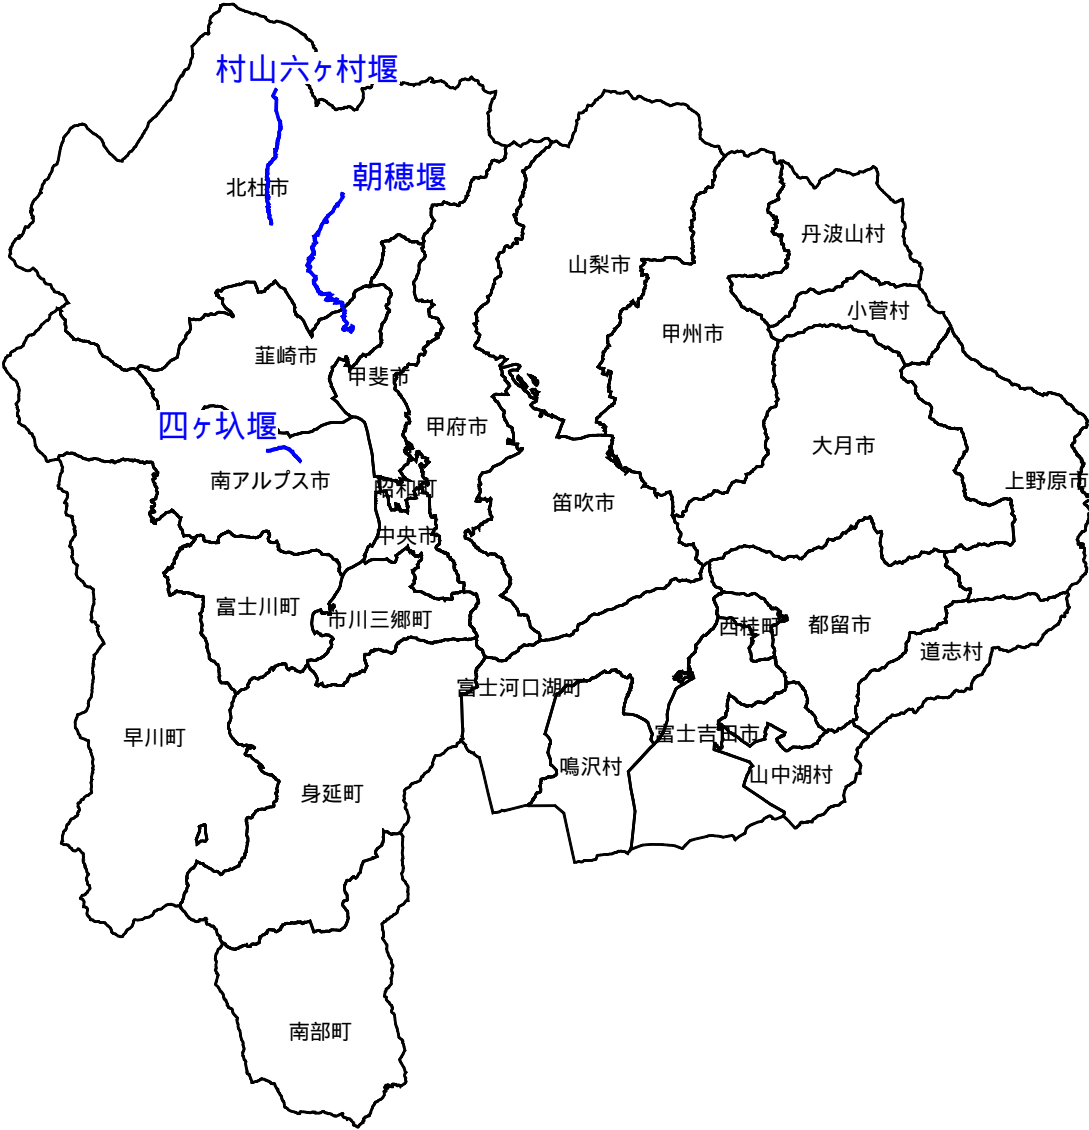 村山六ヶ村堰
朝穂堰
北杜市
丹波山村
山梨市
小菅村
甲州市
韮崎市
甲斐市
四ヶ圦堰
甲府市
大月市
南アルプス市
上野原市
昭和町
笛吹市
中央市
富士川町
市川三郷町
西桂町
都留市
道志村
富士河口湖町
早川町
富士吉田市
鳴沢村
山中湖村
身延町
南部町